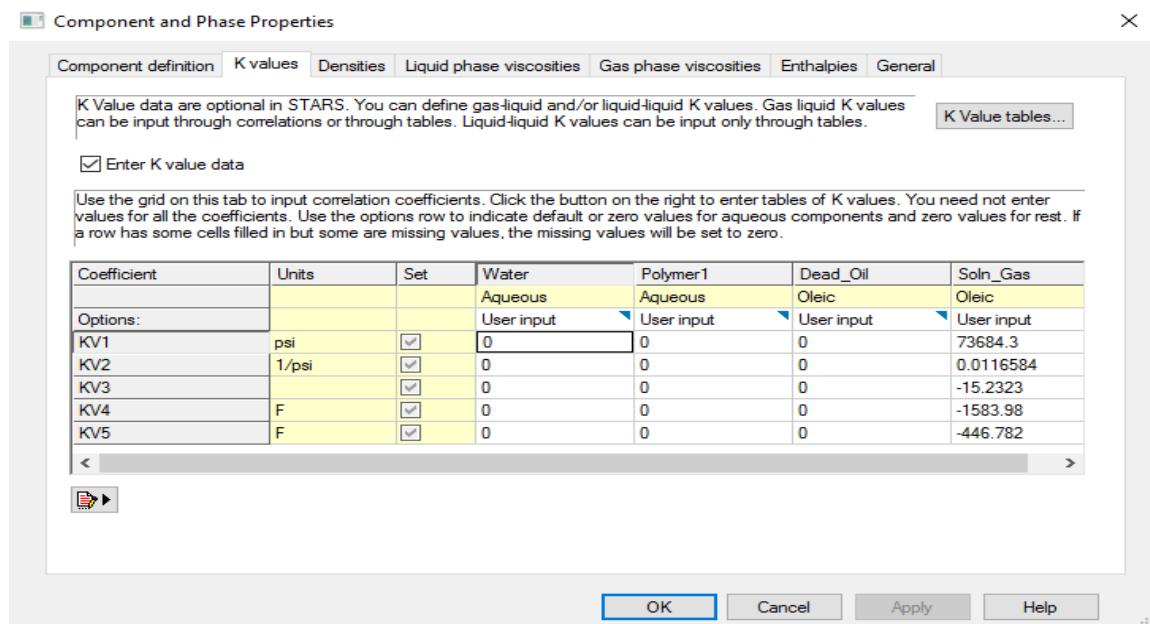 Component and Phase Properties
Component definition K values Densities Liquid phase viscosities Gas phase viscosities Enthalpies General
K Value data are optional in STARS. You can define gas-liquid and/or liquid-liquid K values. Gas liquid K values
can be input through correlations or through tables. Liquid-liquid K values can be input only through tables.
K Value tables...
Enter K value data
Use the grid on this tab to input correlation coefficients. Click the button on the right to enter tables of K values. You need not enter
values for all the coefficients. Use the options row to indicate default or zero values for aqueous components and zero values for rest. If
a row has some cells filled in but some are missing values, the missing values will be set to zero.
Coefficient Units Set Water Polymer1 Dead_Oil Soln_Gas
Aqueous Aqueous Oleic Oleic
Options: User input User input User input User input
KV1 psi 0 0 0 73684.3
KV2 1/psi 0 0 0 0.0116584
KV3 0 0 0 -15.2323
KV4 F 0 0 0 -1583.98
KV5 F 0 0 0 -446.782
OK Cancel Apply Help